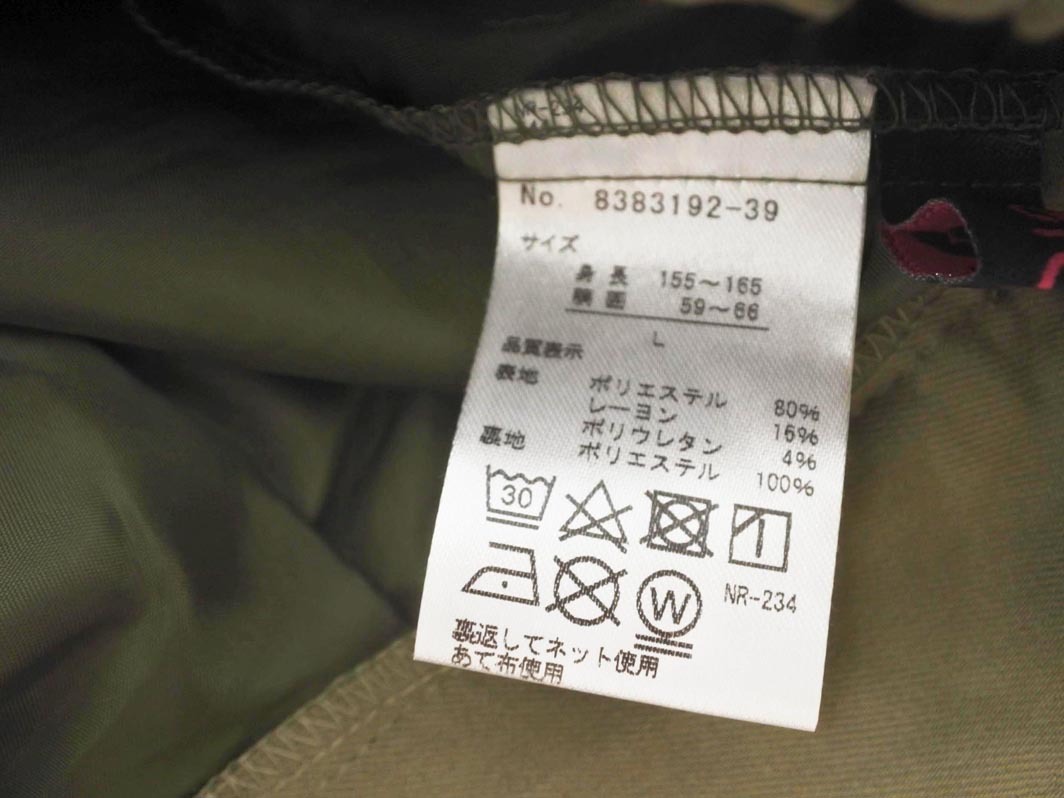 NR-234
No. 8383192-39
サイズ
身長 155～165
胴囲 59～66
L
品質表示
表地 ポリエステル 80%
レーヨン 16%
ポリウレタン 4%
裏地 ポリエステル 100%
30
W NR-234
裏返してネット使用
あて布使用